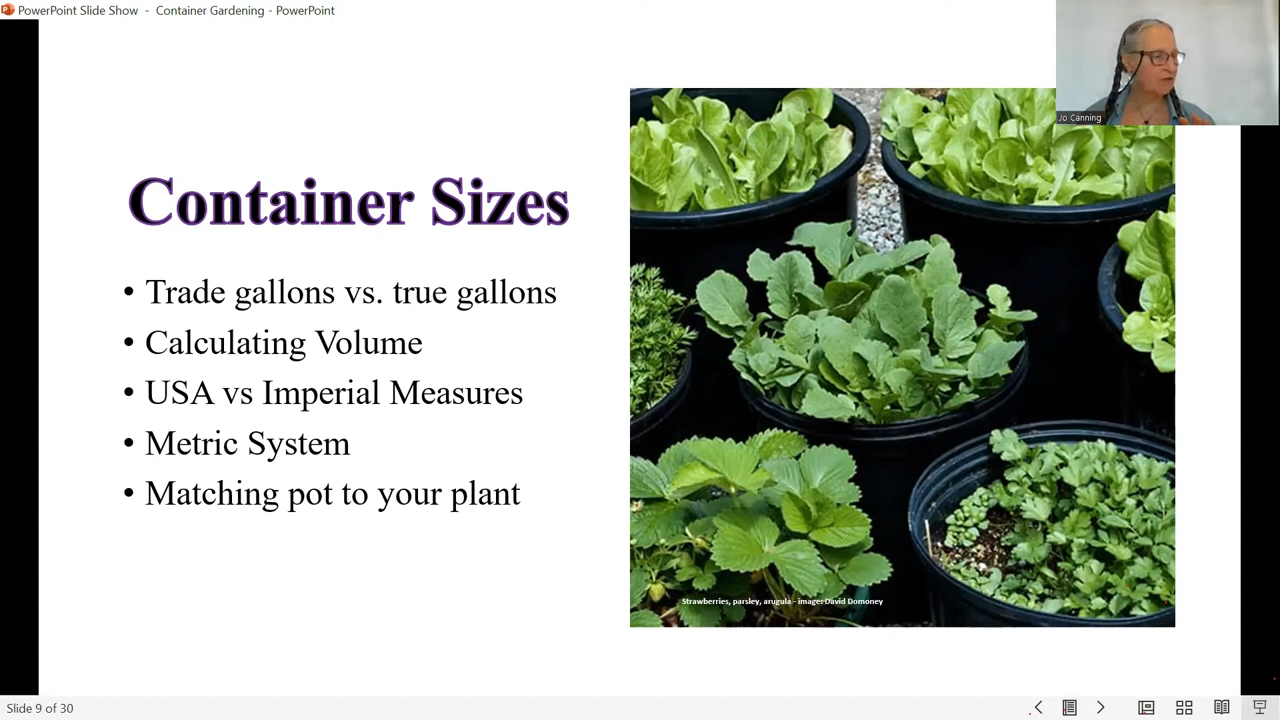 PowerPoint Slide Show - Container Gardening - PowerPoint
Jo Canning
Container Sizes
• Trade gallons vs. true gallons
• Calculating Volume
• USA vs Imperial Measures
• Metric System
• Matching pot to your plant
Strawberries, parsley, arugula - image: David Domoney
Slide 9 of 30